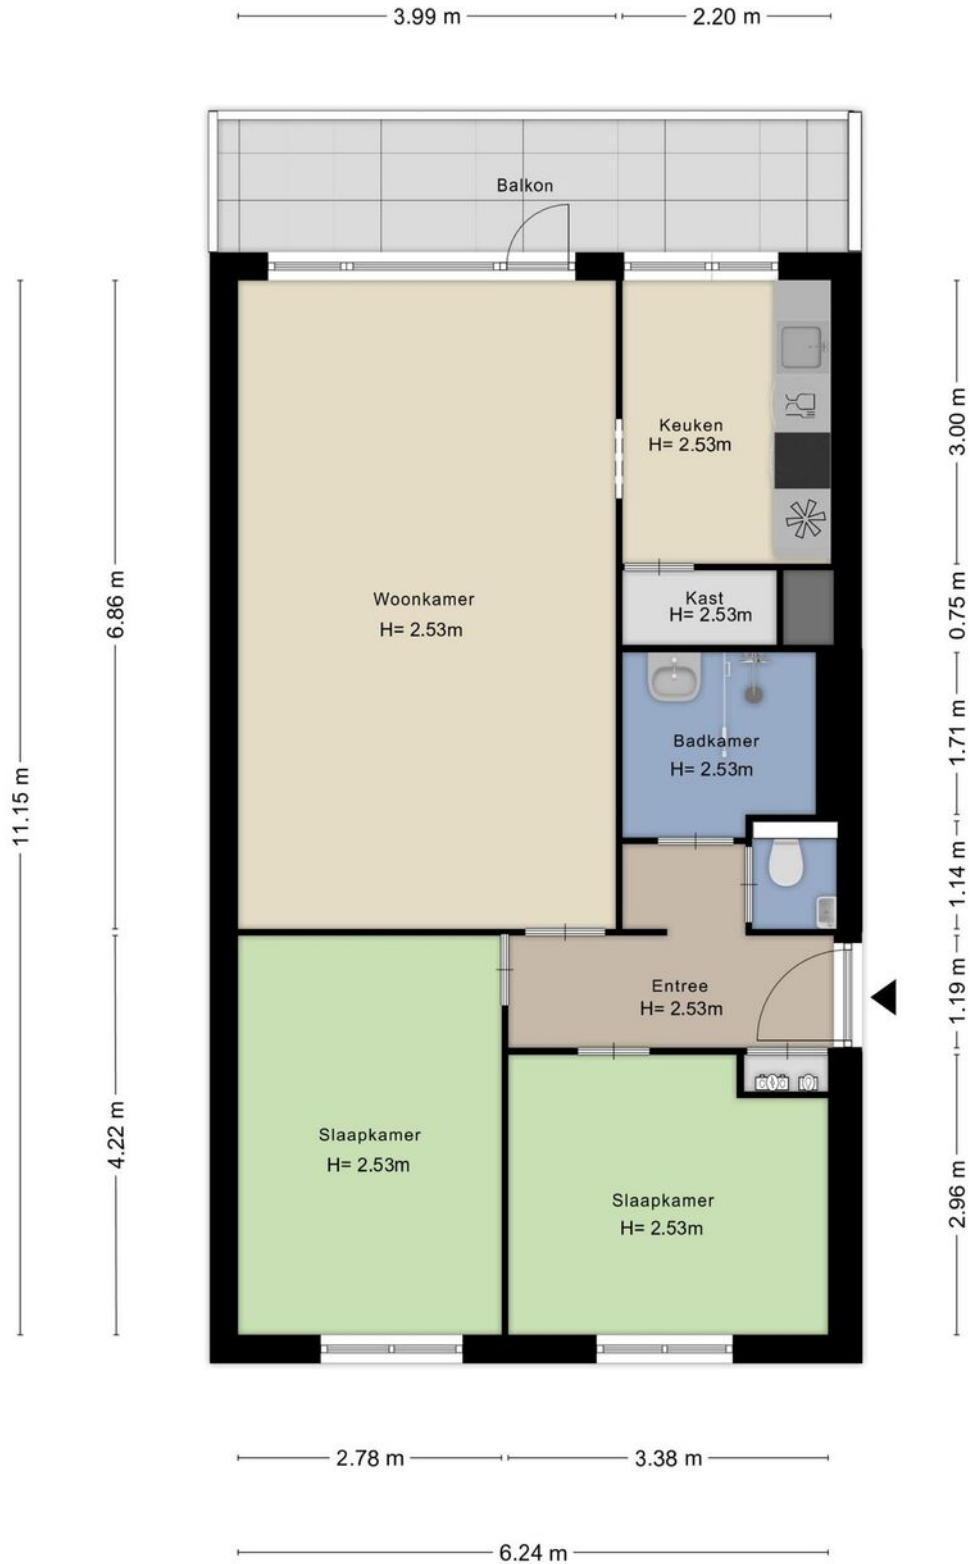 3.99 m
2.20 m
Balkon
Keuken
H= 2.53m
3.00 m
Woonkamer
H= 2.53m
Kast
H= 2.53m
6.86 m
0.75 m
Badkamer
H= 2.53m
1.71 m
11.15 m
1.14 m
Entree
H= 2.53m
1.19 m
Slaapkamer
H= 2.53m
4.22 m
Slaapkamer
H= 2.53m
2.96 m
2.78 m
3.38 m
6.24 m